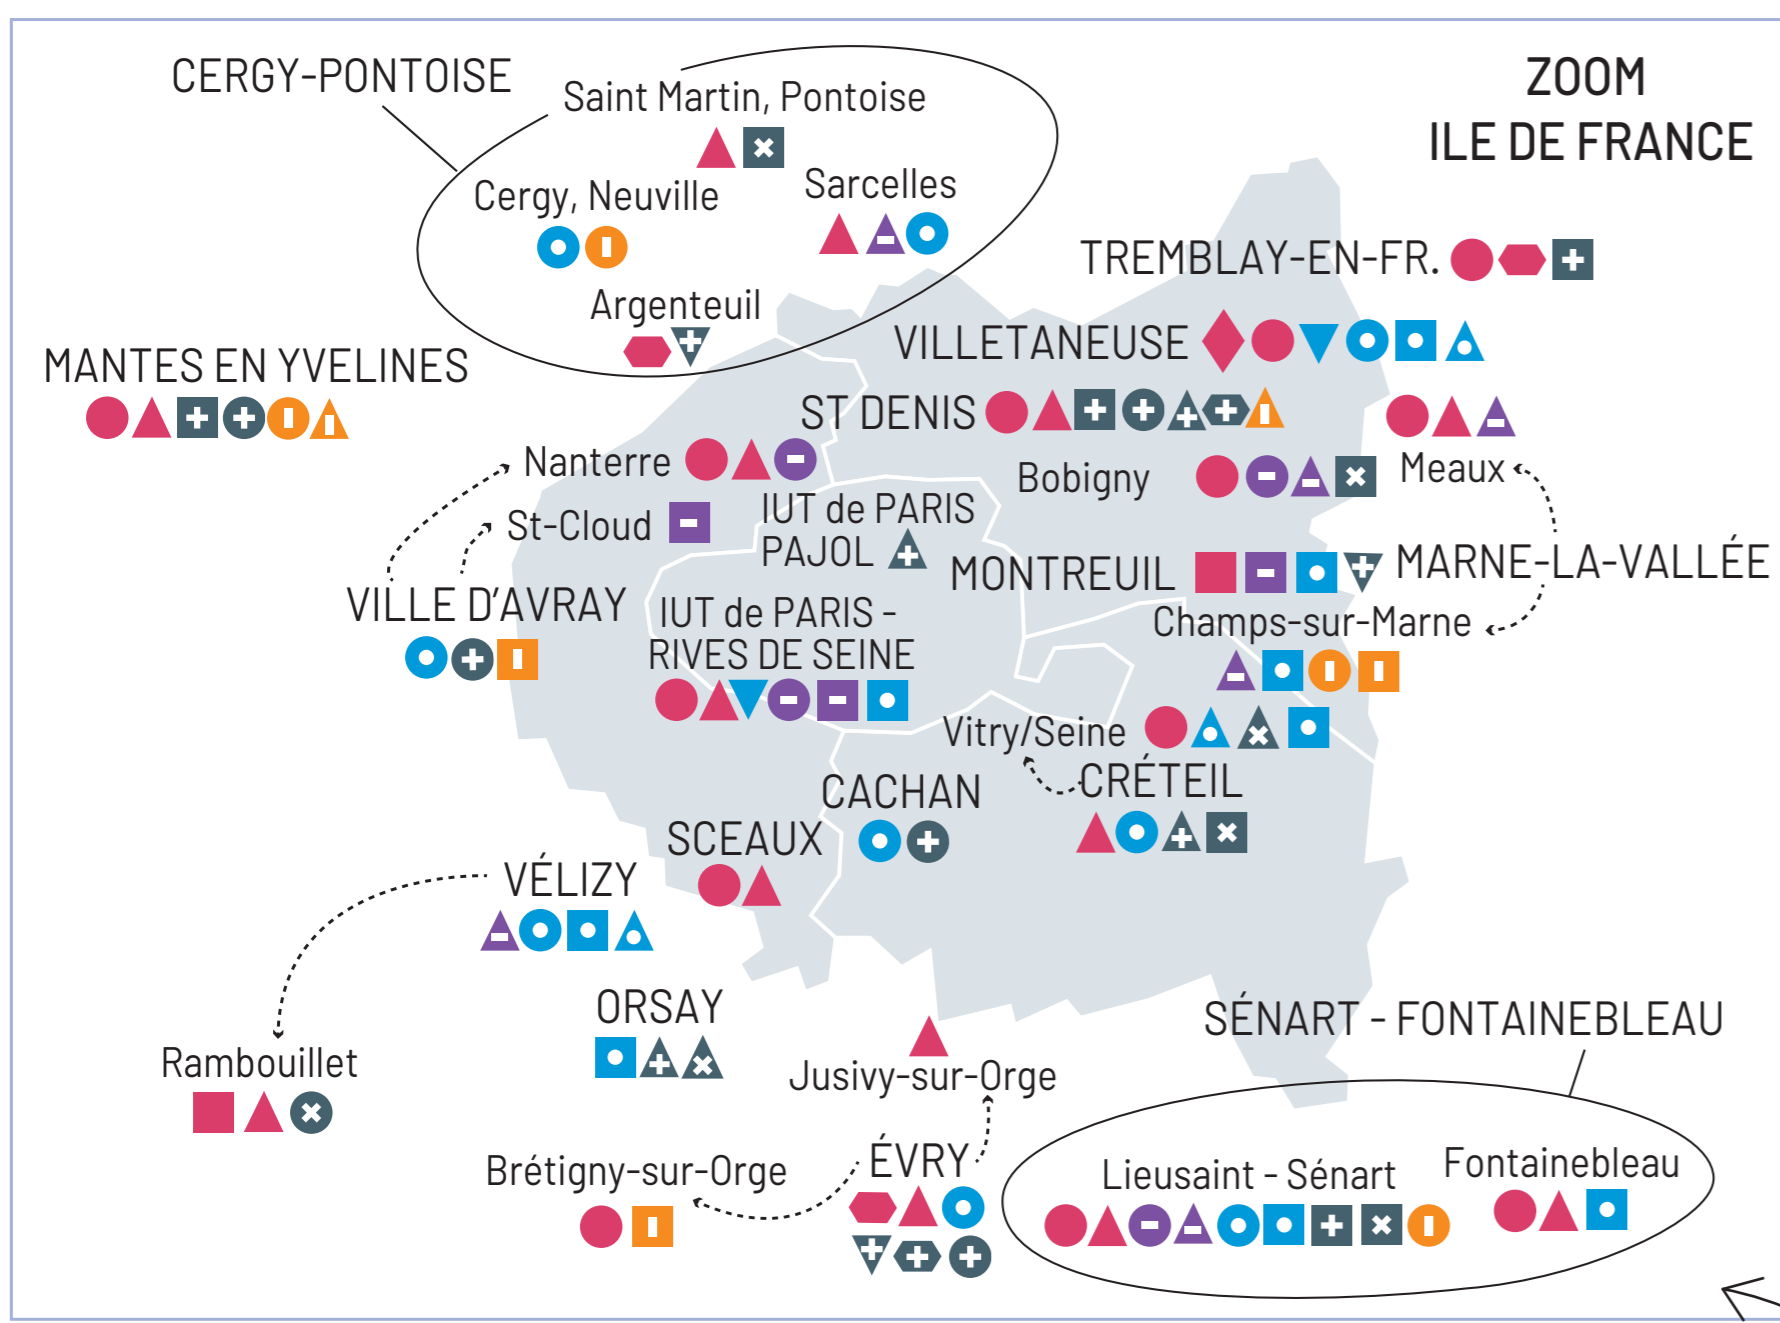 CERGY-PONTOISE
Saint Martin, Pontoise
Cergy, Neuville
Sarcelles
Argenteuil
ZOOM
ILE DE FRANCE
TREMBLAY-EN-FR.
VILLETANEUSE
MANTES EN YVELINES
ST DENIS
Nanterre
Bobigny
Meaux
St-Cloud
IUT de PARIS
PAJOL
MONTREUIL
MARNE-LA-VALLÉE
VILLE D'AVRAY
IUT de PARIS -
RIVES DE SEINE
Champs-sur-Marne
Vitry/Seine
CRÉTEIL
CACHAN
SCEAUX
VÉLIZY
ORSAY
Rambouillet
Jusivy-sur-Orge
SÉNART - FONTAINEBLEAU
Brétigny-sur-Orge
ÉVRY
Lieusaint - Sénart
Fontainebleau